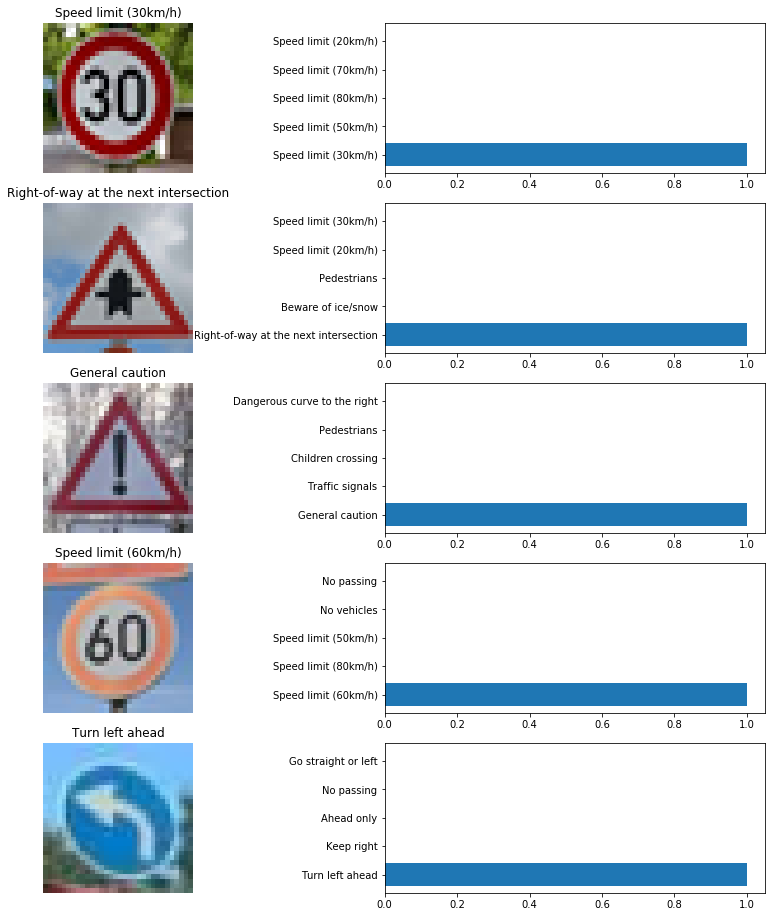 Speed limit (30km/h)
30
Speed limit (20km/h)
Speed limit (70km/h)
Speed limit (80km/h)
Speed limit (50km/h)
Speed limit (30km/h)
0.0 0.2 0.4 0.6 0.8 1.0
Right-of-way at the next intersection
Speed limit (30km/h)
Speed limit (20km/h)
Pedestrians
Beware of ice/snow
Right-of-way at the next intersection
0.0 0.2 0.4 0.6 0.8 1.0
General caution
!
Dangerous curve to the right
Pedestrians
Children crossing
Traffic signals
General caution
0.0 0.2 0.4 0.6 0.8 1.0
Speed limit (60km/h)
60
No passing
No vehicles
Speed limit (50km/h)
Speed limit (80km/h)
Speed limit (60km/h)
0.0 0.2 0.4 0.6 0.8 1.0
Turn left ahead
Go straight or left
No passing
Ahead only
Keep right
Turn left ahead
0.0 0.2 0.4 0.6 0.8 1.0